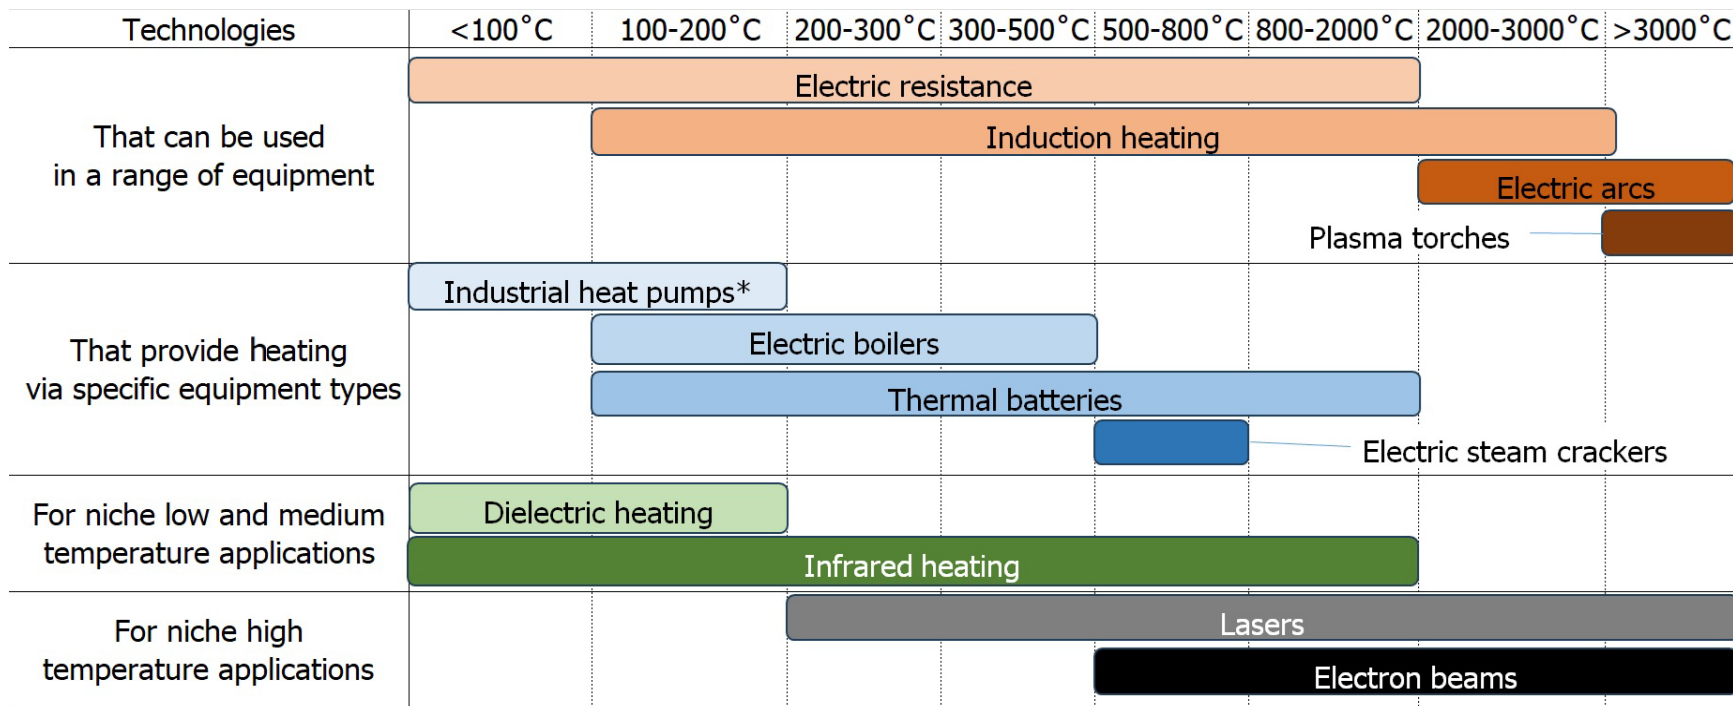 Technologies <100˚C 100-200˚C 200-300˚C 300-500˚C 500-800˚C 800-2000˚C 2000-3000˚C >3000˚C
That can be used
in a range of equipment
Electric resistance
Induction heating
Electric arcs
Plasma torches
That provide heating
via specific equipment types
Industrial heat pumps*
Electric boilers
Thermal batteries
Electric steam crackers
For niche low and medium
temperature applications
Dielectric heating
Infrared heating
For niche high
temperature applications
Lasers
Electron beams